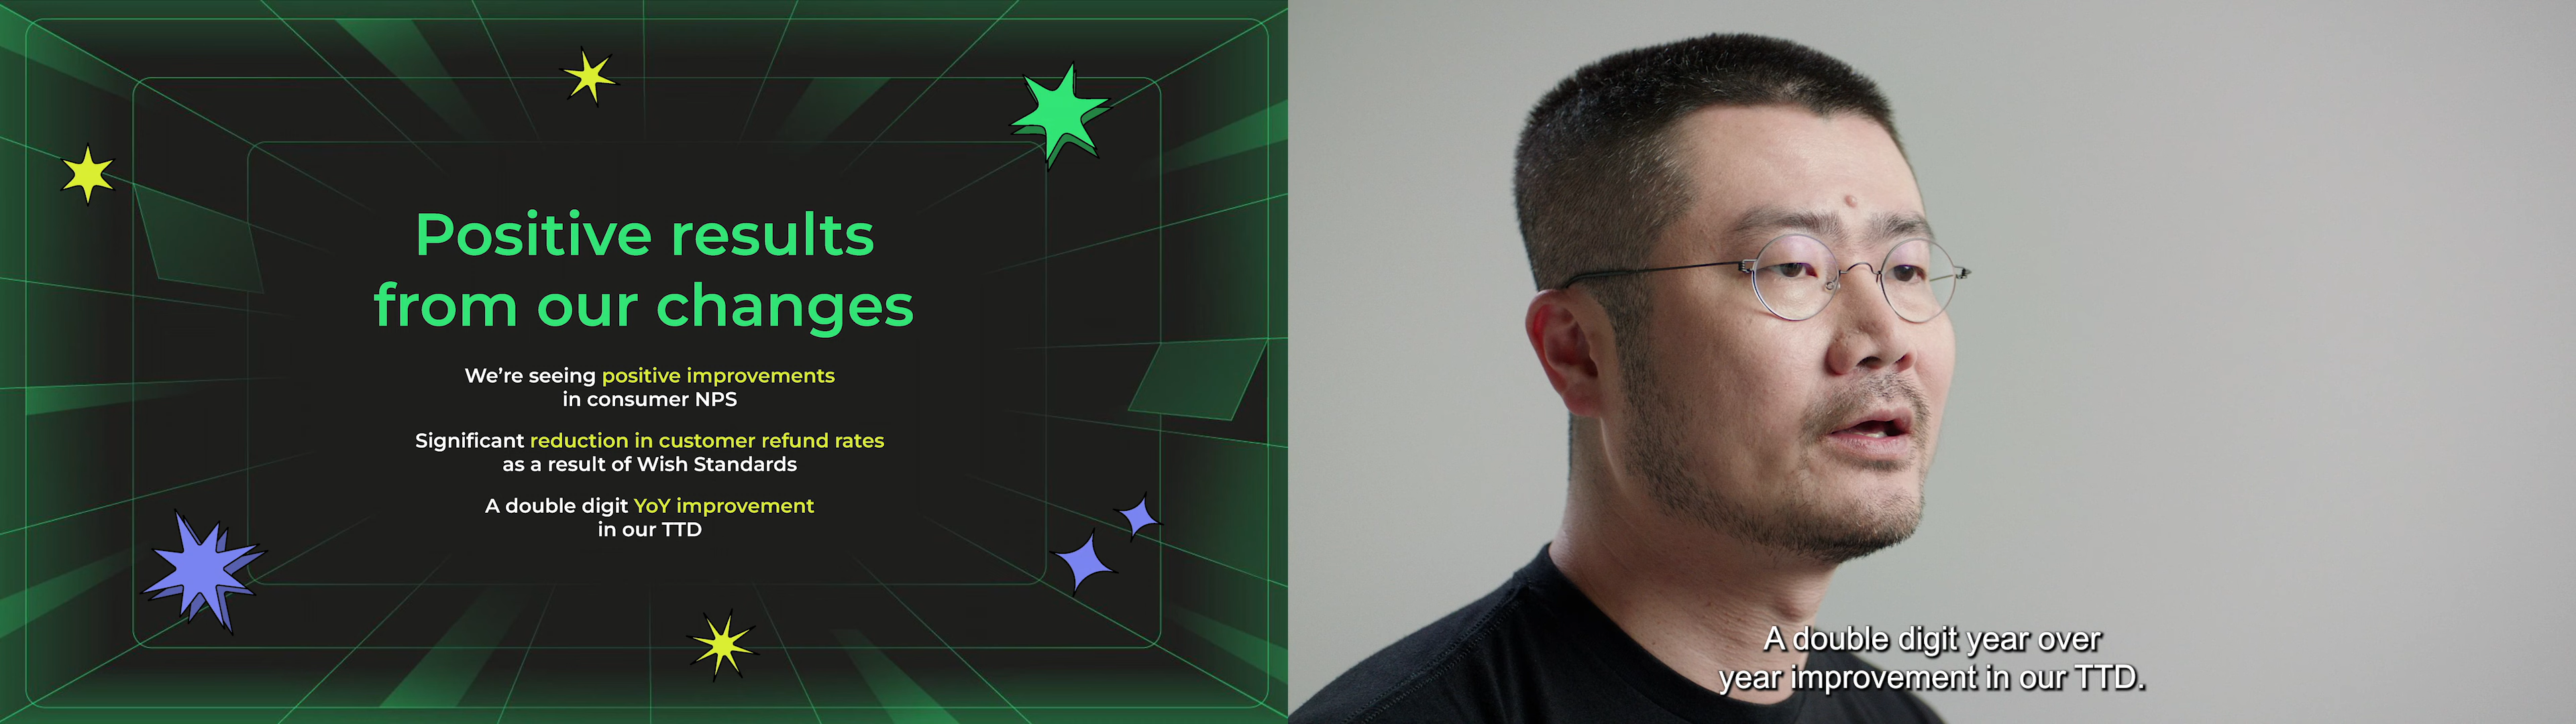 Positive results
from our changes
We're seeing positive improvements
in consumer NPS
Significant reduction in customer refund rates
as a result of Wish Standards
A double digit YoY improvement
in our TTD
A double digit year over
year improvement in our TTD.